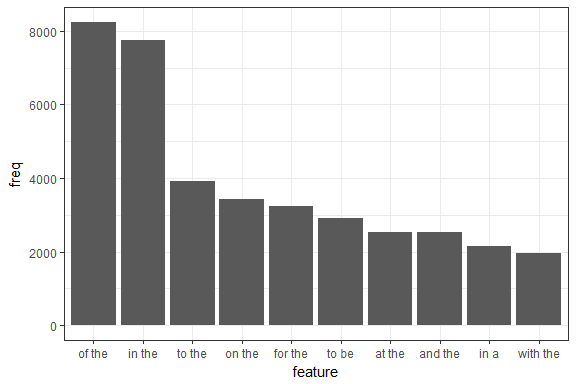 8000
6000
4000
2000
0
freq
of the in the to the on the for the to be at the and the in a with the
feature